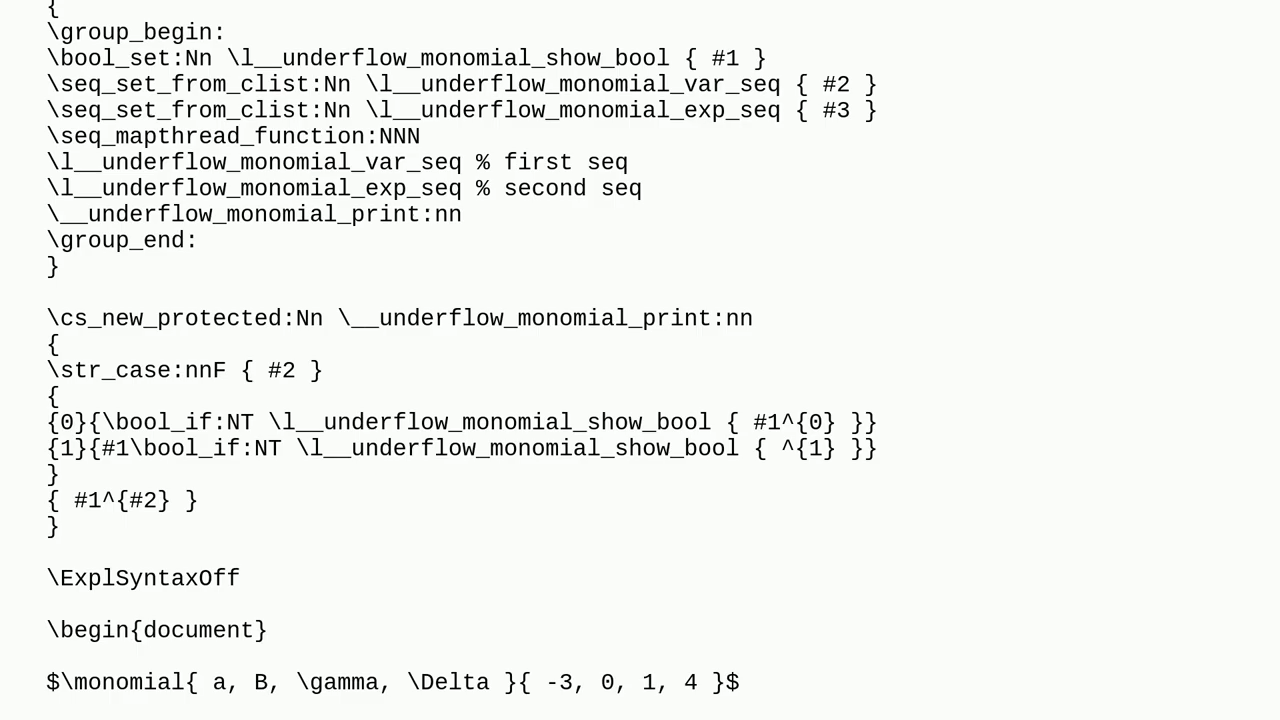 {
\group_begin:
\bool_set:Nn \l__underflow_monomial_show_bool { #1 }
\seq_set_from_clist:Nn \l__underflow_monomial_var_seq { #2 }
\seq_set_from_clist:Nn \l__underflow_monomial_exp_seq { #3 }
\seq_mapthread_function:NNN
\l__underflow_monomial_var_seq % first seq
\l__underflow_monomial_exp_seq % second seq
\__underflow_monomial_print:nn
\group_end:
}

\cs_new_protected:Nn \__underflow_monomial_print:nn
{
\str_case:nnF { #2 }
{
{0}{\bool_if:NT \l__underflow_monomial_show_bool { #1^{0} }}
{1}{#1\bool_if:NT \l__underflow_monomial_show_bool { ^{1} }}
}
{ #1^{#2} }
}

\ExplSyntaxOff

\begin{document}

$\monomial{ a, B, \gamma, \Delta }{ -3, 0, 1, 4 }$